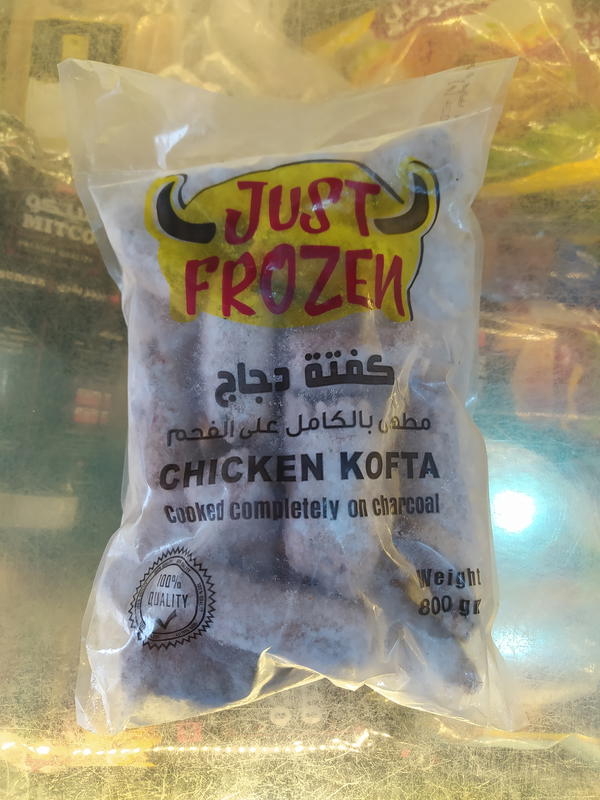 JUST
FROZEN
كفتة دجاج
مطهى بالكامل على الفحم
CHICKEN KOFTA
Cooked completely on charcoal
100%
QUALITY
Weight
800 gr
MITCO